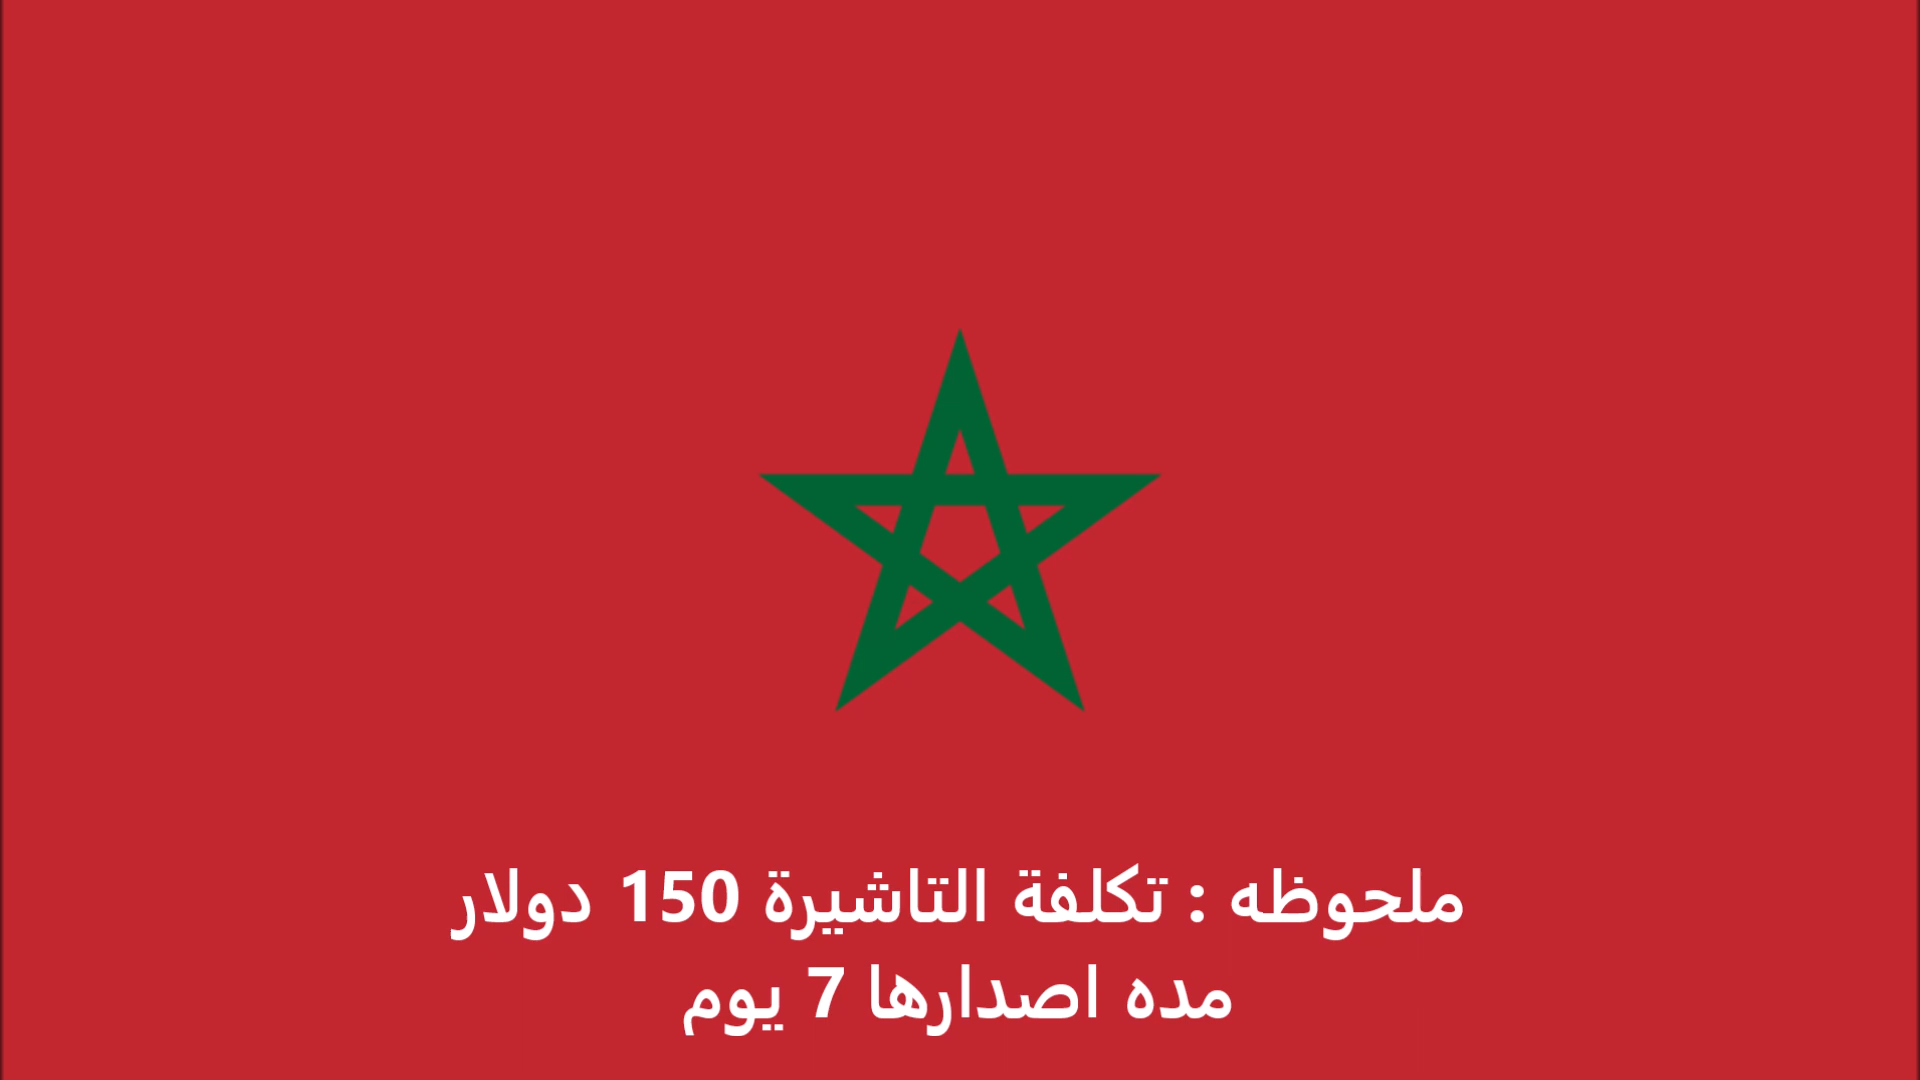 ملحوظه : تكلفة التاشيرة 150 دولار
مده اصدارها 7 يوم